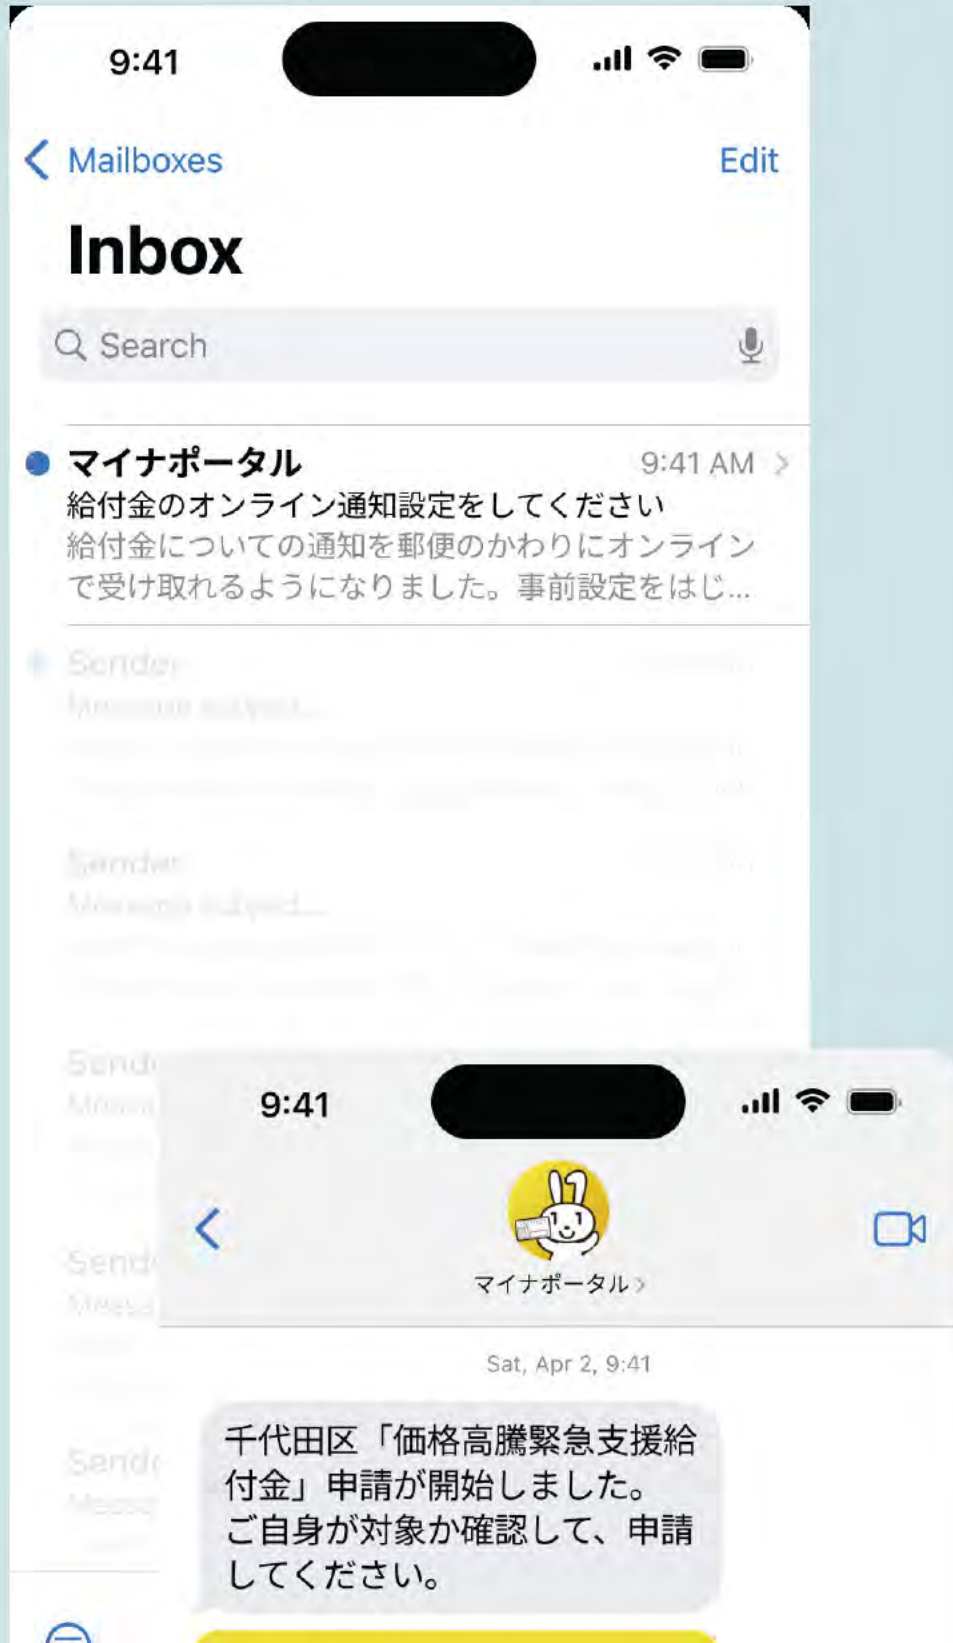 9:41
Mailboxes
Edit
Inbox
Search
マイナポータル
9:41 AM
給付金のオンライン通知設定をしてください
給付金についての通知を郵便のかわりにオンライン
で受け取れるようになりました。事前設定をはじ...
Sender
Message subject...
Sender
Message subject...
9:41
マイナポータル
Sat, Apr 2, 9:41
千代田区「価格高騰緊急支援給
付金」申請が開始しました。
ご自身が対象か確認して、申請
してください。